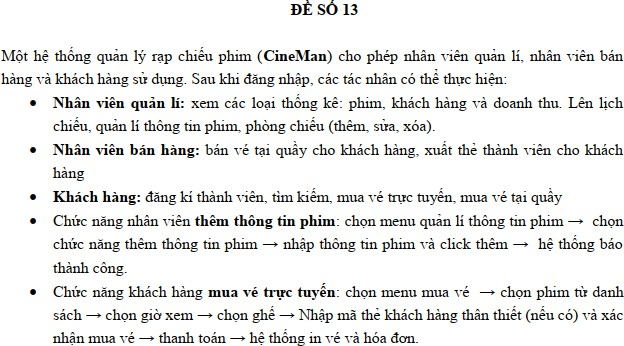 ĐỀ SỐ 13
Một hệ thống quản lý rạp chiếu phim (CineMan) cho phép nhân viên quản lí, nhân viên bán
hàng và khách hàng sử dụng. Sau khi đăng nhập, các tác nhân có thể thực hiện:
• Nhân viên quản lí: xem các loại thống kê: phim, khách hàng và doanh thu. Lên lịch
chiếu, quản lí thông tin phim, phòng chiếu (thêm, sửa, xóa).
• Nhân viên bán hàng: bán vé tại quầy cho khách hàng, xuất thẻ thành viên cho khách
hàng
• Khách hàng: đăng kí thành viên, tìm kiếm, mua vé trực tuyến, mua vé tại quầy
• Chức năng nhân viên thêm thông tin phim: chọn menu quản lí thông tin phim → chọn
chức năng thêm thông tin phim → nhập thông tin phim và click thêm → hệ thống báo
thành công.
• Chức năng khách hàng mua vé trực tuyến: chọn menu mua vé → chọn phim từ danh
sách → chọn giờ xem → chọn ghế → Nhập mã thẻ khách hàng thân thiết (nếu có) và xác
nhận mua vé → thanh toán → hệ thống in vé và hóa đơn.